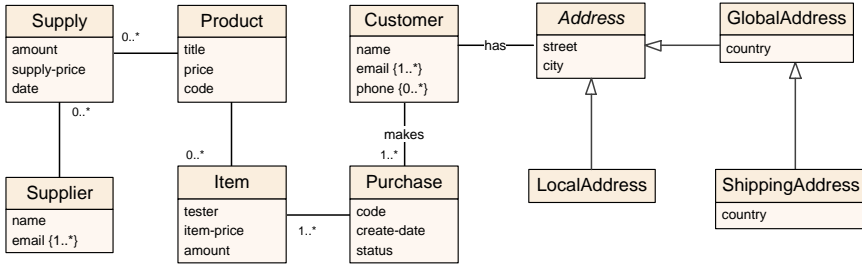 Supply
amount
supply-price
date
0..*
Product
title
price
code
Customer
name
email {1..*}
phone {0..*}
has
Address
street
city
GlobalAddress
country
0..*
0..*
makes
1..*
Supplier
name
email {1..*}
Item
tester
item-price
amount
1..*
Purchase
code
create-date
status
LocalAddress
ShippingAddress
country